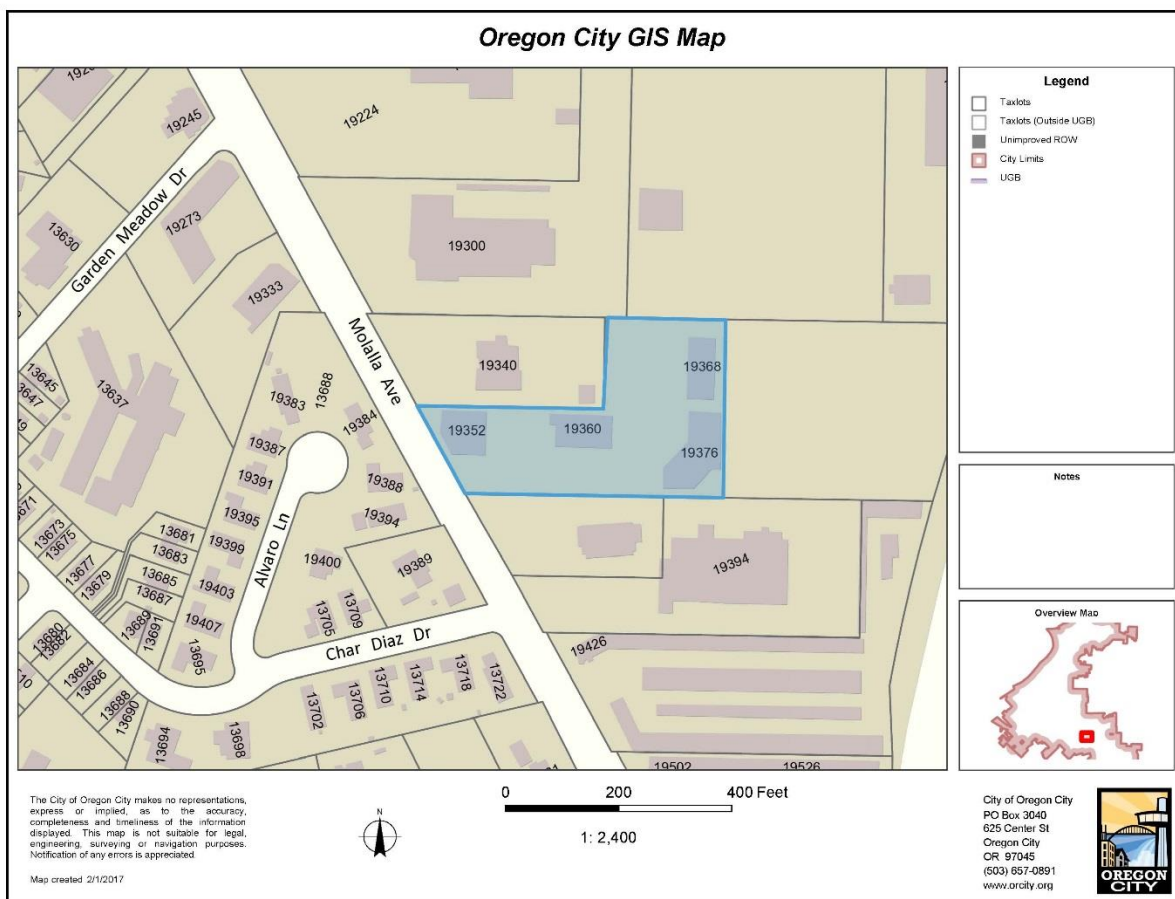 Oregon City GIS Map
19245
19224
Garden Meadow Dr
13630
19273
19300
19333
Molalla Ave
13645
13637
19383
13688
19384
19340
19368
19352
19360
19376
19387
19391
19388
19395
19394
19399
Alvaro Ln
19400
19389
19394
13673
13675
13677
13679
13681
13683
13685
13687
13689
13691
19403
19407
13695
13705
13709
Char Diaz Dr
13680
13682
13684
13686
13688
13690
13694
13698
13702
13706
13710
13714
13718
13722
19426
19502
19526
Legend
Taxlots
Taxlots (Outside UGB)
Unimproved ROW
City Limits
UGB
Notes
Overview Map
The City of Oregon City makes no representations,
express or implied, as to the accuracy,
completeness and timeliness of the information
displayed. This map is not suitable for legal,
engineering, surveying or navigation purposes.
Notification of any errors is appreciated.
Map created 2/1/2017
N
0 200 400 Feet
1: 2,400
City of Oregon City
PO Box 3040
625 Center St
Oregon City
OR 97045
(503) 657-0891
www.orcity.org
OREGON
CITY